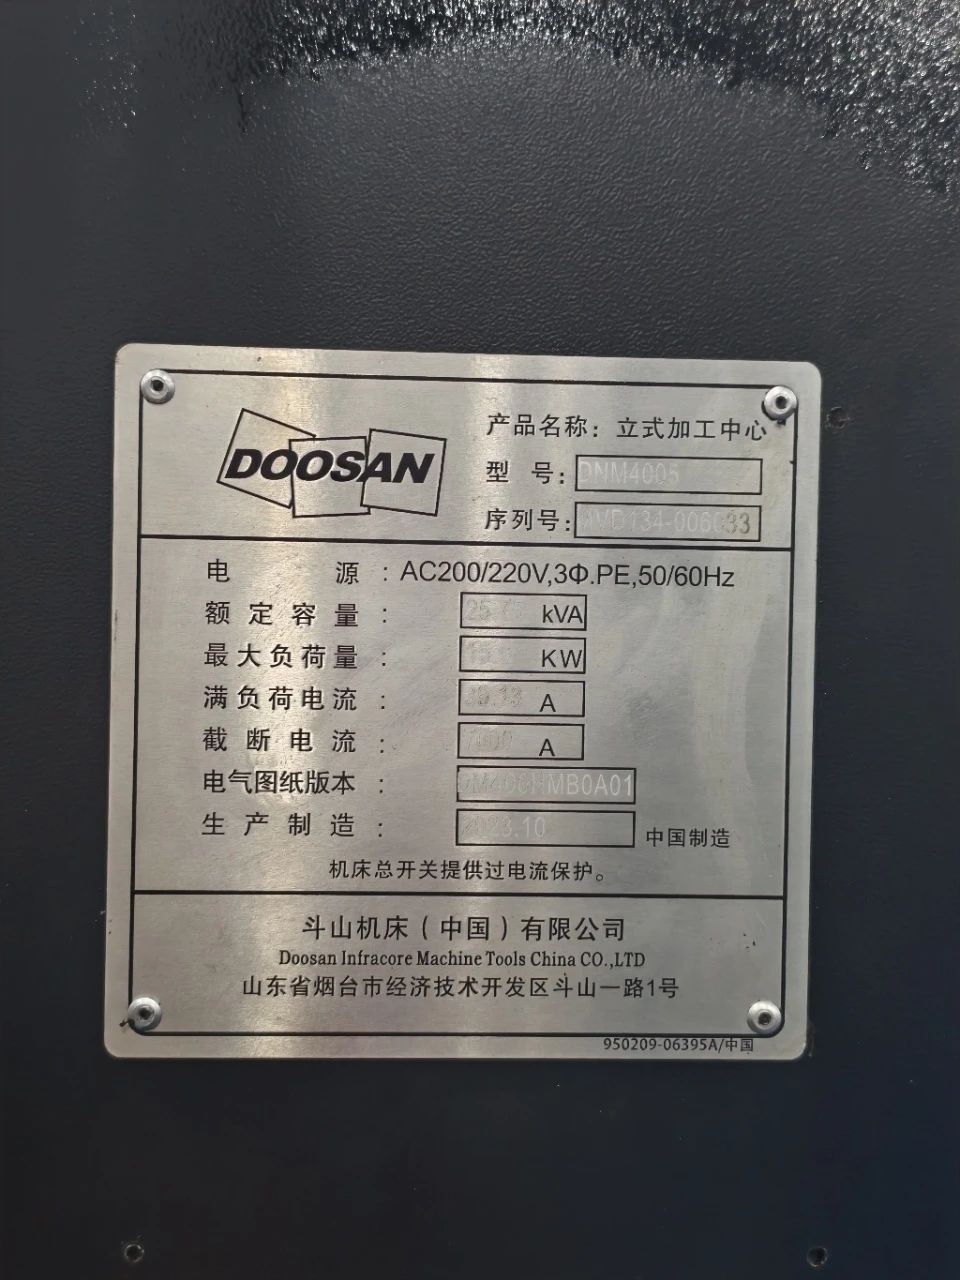 DOOSAN
产品名称：立式加工中心
型 号：DNM4005
序列号：
电 源：AC200/220V,3Φ.PE,50/60Hz
额定容量： kVA
最大负荷量： KW
满负荷电流： A
截断电流： A
电气图纸版本：
生产制造：2023.10 中国制造
机床总开关提供过电流保护。
斗山机床（中国）有限公司
Doosan Infracore Machine Tools China CO.,LTD
山东省烟台市经济技术开发区斗山一路1号
950209-06395A/中国